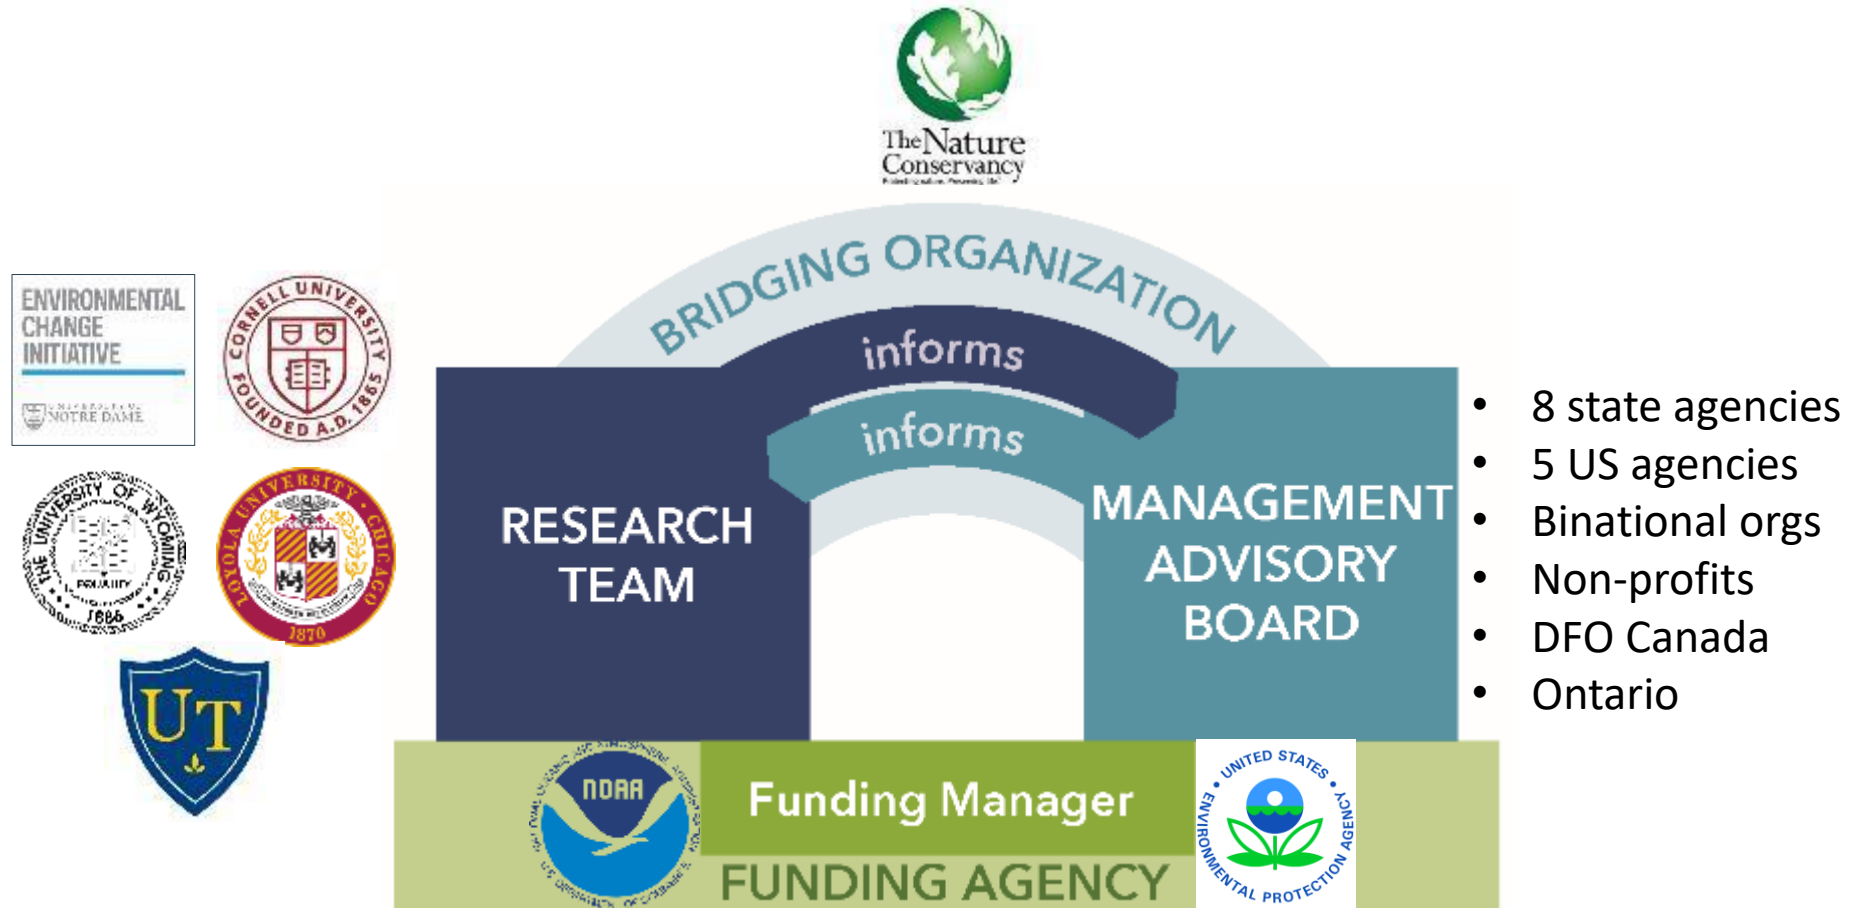 The Nature
Conservancy
BRIDGING ORGANIZATION
informs
informs
ENVIRONMENTAL
CHANGE
INITIATIVE
NOTRE DAME
CORNELL UNIVERSITY
FOUNDED A.D. 1865
THE UNIVERSITY OF WYOMING
EQUALITY
1886
LOYOLA UNIVERSITY • CHICAGO
1870
UT
RESEARCH
TEAM
MANAGEMENT
ADVISORY
BOARD
• 8 state agencies
• 5 US agencies
• Binational orgs
• Non-profits
• DFO Canada
• Ontario
NOAA
Funding Manager
FUNDING AGENCY
UNITED STATES
ENVIRONMENTAL PROTECTION AGENCY